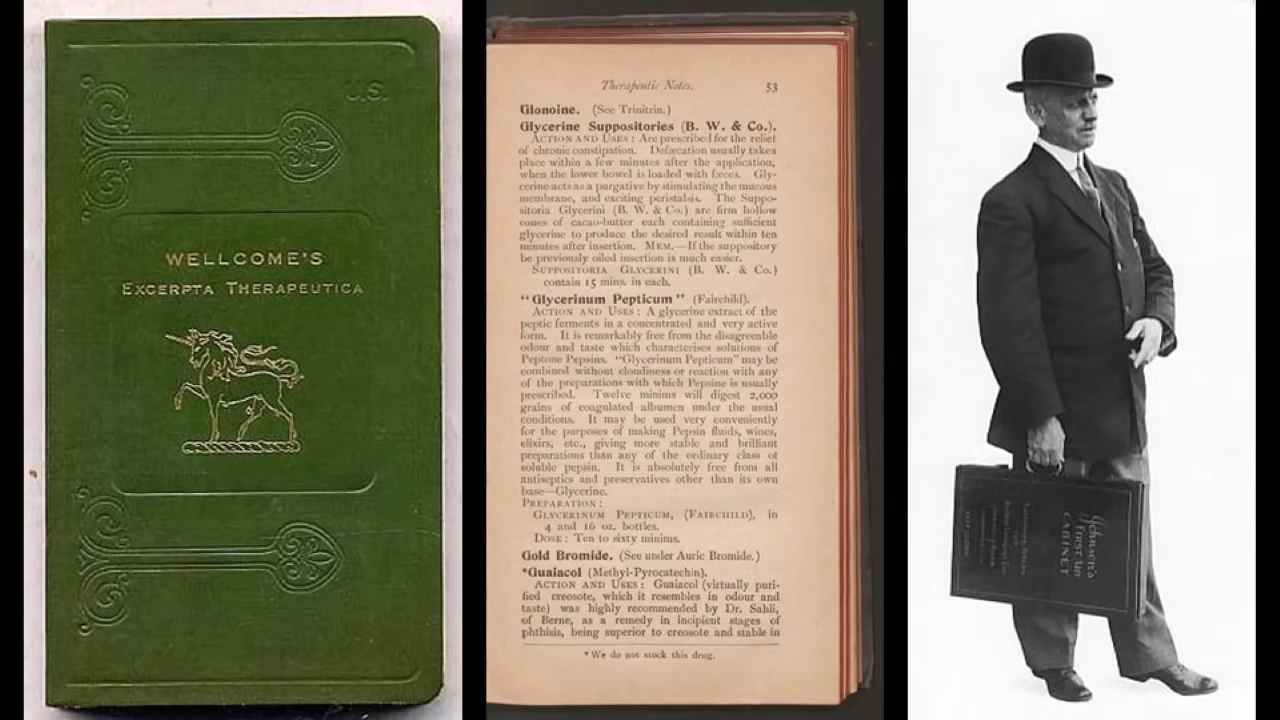 U.S.
WELLCOME'S
EXCERPTA THERAPEUTICA
Therapeutic Notes. 53
Glonoine. (See Trinitrin.)
Glycerine Suppositories (B. W. & Co.).
ACTION AND USES : Are prescribed for the relief
of chronic constipation. Defæcation usually takes
place within a few minutes after the application,
when the lower bowel is loaded with fæces. Gly-
cerine acts as a purgative by stimulating the mucous
membrane, and exciting peristalsis. The Suppo-
sitoria Glycerini (B. W. & Co.) are firm hollow
cones of cacao-butter each containing sufficient
glycerine to produce the desired result within ten
minutes after insertion. MEM.—If the suppository
be previously oiled insertion is much easier.
SUPPOSITORIA GLYCERINI (B. W. & Co.)
contain 15 mins. in each.
"Glycerinum Pepticum" (Fairchild).
ACTION AND USES : A glycerine extract of the
peptic ferments in a concentrated and very active
form. It is remarkably free from the disagreeable
odour and taste which characterises solutions of
Peptone Pepsins. "Glycerinum Pepticum" may be
combined without cloudiness or reaction with any
of the preparations with which Pepsine is usually
prescribed. Twelve minims will digest 2,000
grains of coagulated albumen under the usual
conditions. It may be used very conveniently
for the purposes of making Pepsin fluids, wines,
elixirs, etc., giving more stable and brilliant
preparations than any of the ordinary class of
soluble pepsin. It is absolutely free from all
antiseptics and preservatives other than its own
base—Glycerine.
PREPARATION :
GLYCERINUM PEPTICUM, (FAIRCHILD), in
4 and 16 oz. bottles.
DOSE : Ten to sixty minims.
Gold Bromide. (See under Auric Bromide.)
*Guaiacol (Methyl-Pyrocatechin).
ACTION AND USES : Guaiacol (virtually puri-
fied creosote, which it resembles in odour and
taste) was highly recommended by Dr. Sahli,
of Berne, as a remedy in incipient stages of
phthisis, being superior to creosote and stable in
* We do not stock this drug.
Johnson's
FIRST AID
CABINET